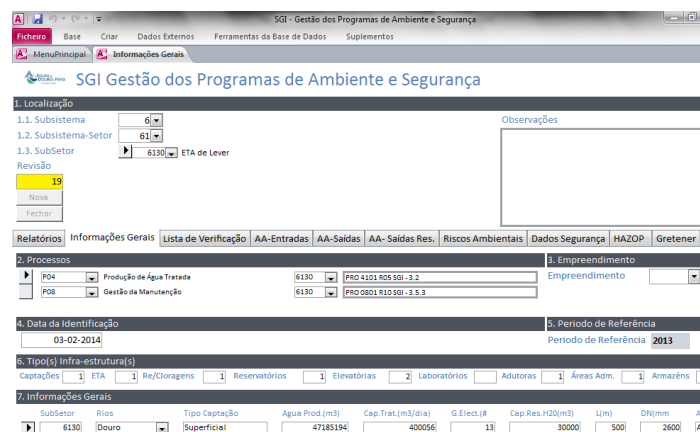 SGI - Gestão dos Programas de Ambiente e Segurança
Ficheiro Base Criar Dados Externos Ferramentas da Base de Dados Suplementos
MenuPrincipal Informações Gerais
SGI Gestão dos Programas de Ambiente e Segurança
1. Localização
1.1. Subsistema 6 Observações
1.2. Subsistema-Setor 61
1.3. SubSetor 6130 ETA de Lever
Revisão
19
Nova
Fechar
Relatórios Informações Gerais Lista de Verificação AA-Entradas AA-Saídas AA- Saídas Res. Riscos Ambientais Dados Segurança HAZOP Gretener
2. Processos 3. Empreendimento
P04 Produção de Água Tratada 6130 PRO 4101 R05 SGI - 3.2 Empreendimento
P08 Gestão da Manutenção 6130 PRO 0801 R10 SGI - 3.5.3
4. Data da Identificação 5. Periodo de Referência
03-02-2014 Periodo de Referência 2013
6. Tipo(s) Infra-estrutura(s)
Captações 1 ETA 1 Re/Cloragens 1 Reservatórios 1 Elevatórias 2 Laboratórios Adutoras 1 Áreas Adm. 1 Armazéns
7. Informações Gerais
SubSetor Rios Tipo Captação Agua Prod.(m3) Cap.Trat.(m3/dia) G.Elect.(# Cap.Res.H20(m3) L(m) DN(mm
6130 Douro Superficial 47185194 400056 13 30000 500 2600